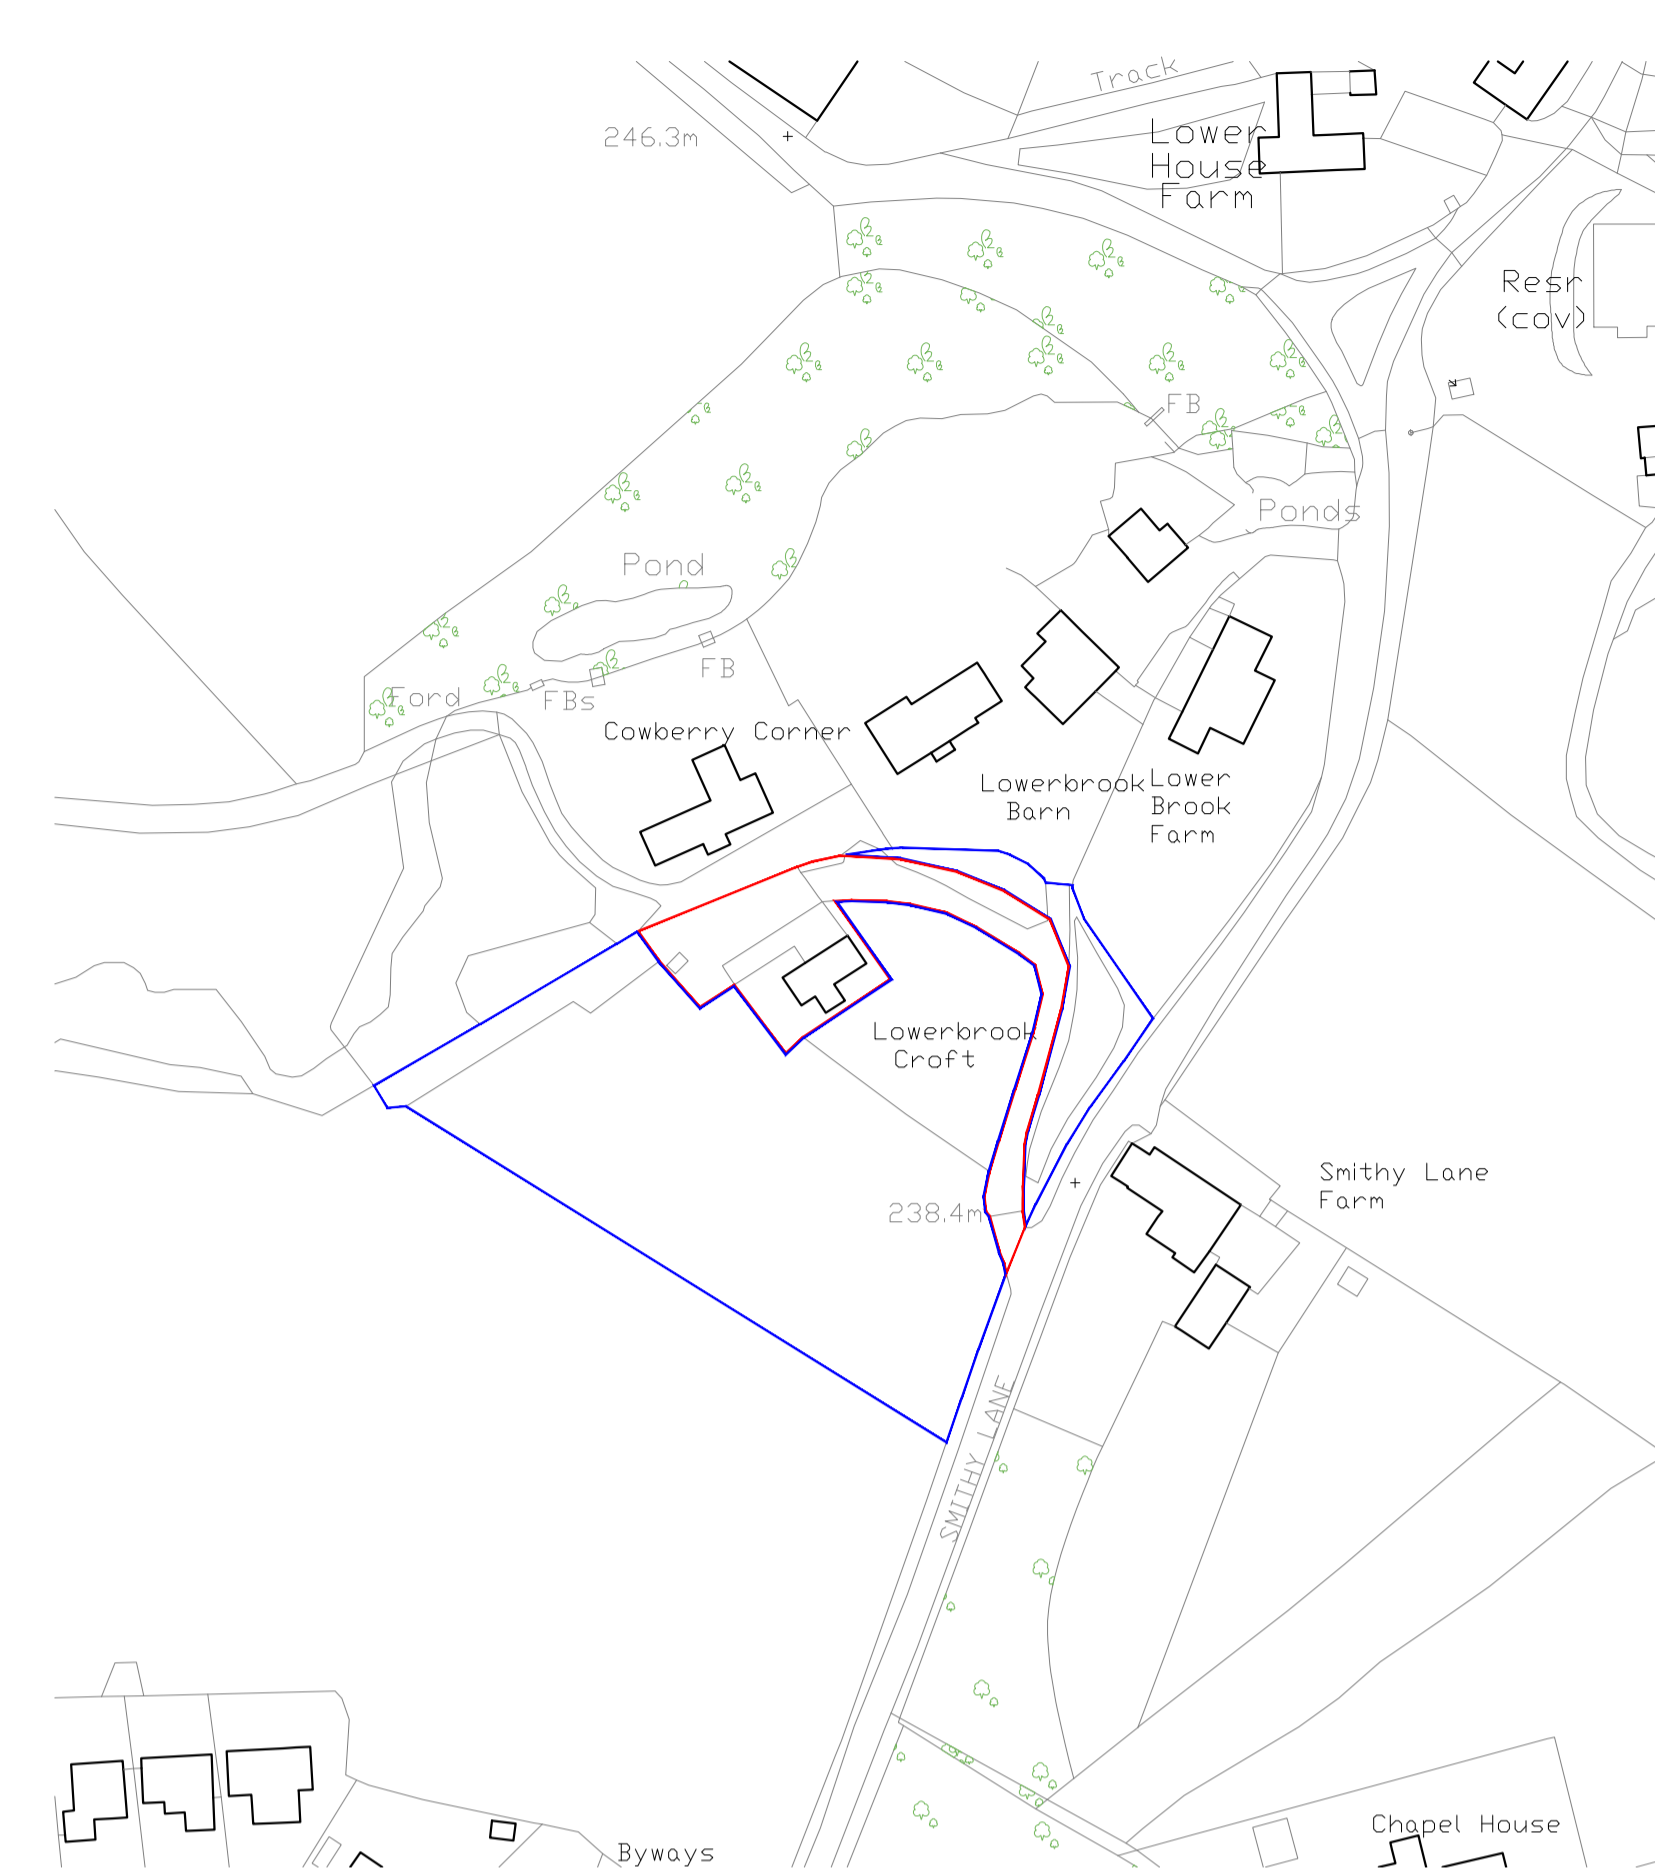 Track
246.3m
Lower
House
Farm
Resr
(cov)
FB
Ponds
Pond
FB
Ford
FBs
Cowberry Corner
Lowerbrook
Barn
Lower
Brook
Farm
Lowerbrook
Croft
Smithy Lane
Farm
238.4m
SMITHY LANE
Chapel House
Byways